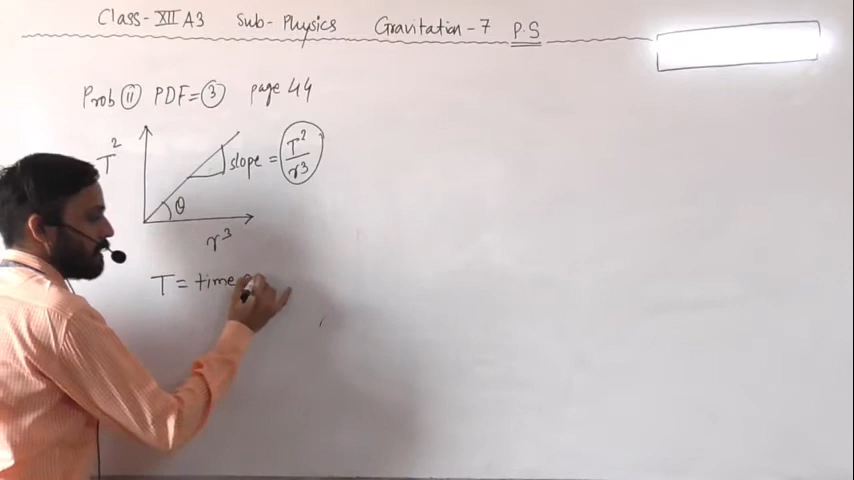 Class-XII A3 Sub-Physics Gravitation-7 P.S
Prob 11 PDF=3 page 44
T²
slope = T²/r³
θ
r³
T = time